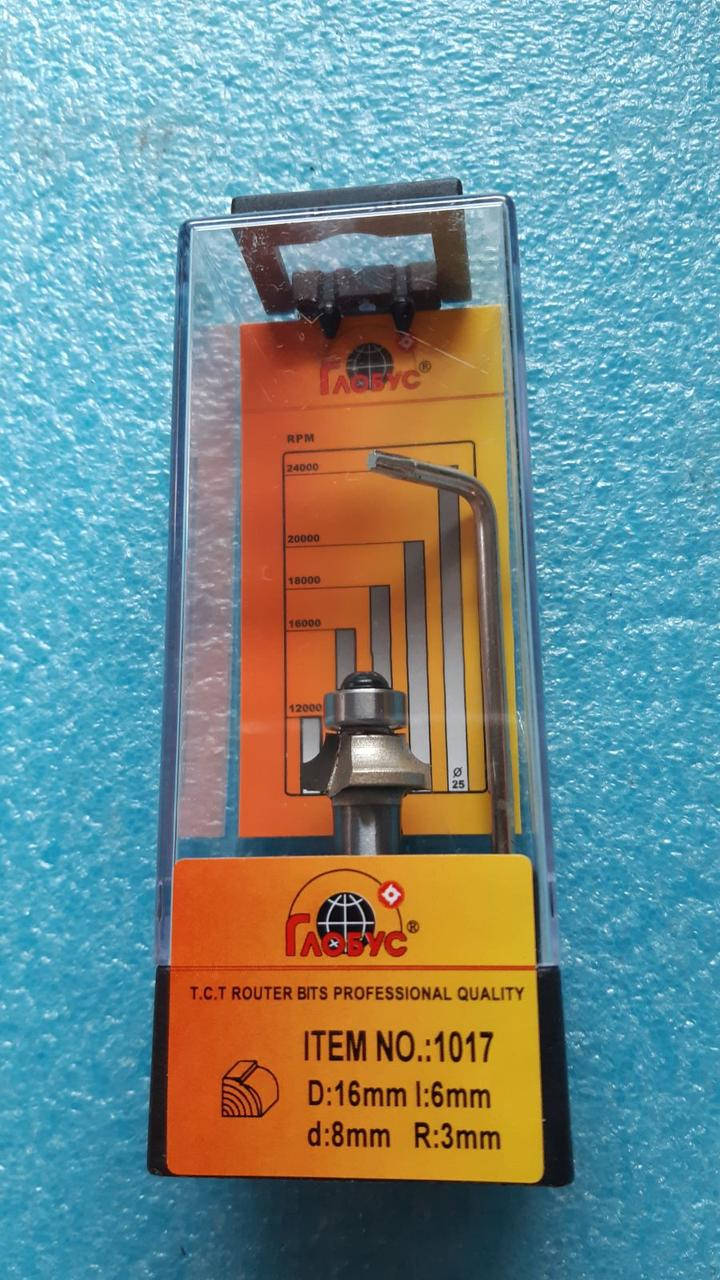 Глобус®
RPM
24000
20000
18000
16000
12000
Ø
25
Глобус®
T.C.T ROUTER BITS PROFESSIONAL QUALITY
ITEM NO.:1017
D:16mm l:6mm
d:8mm R:3mm